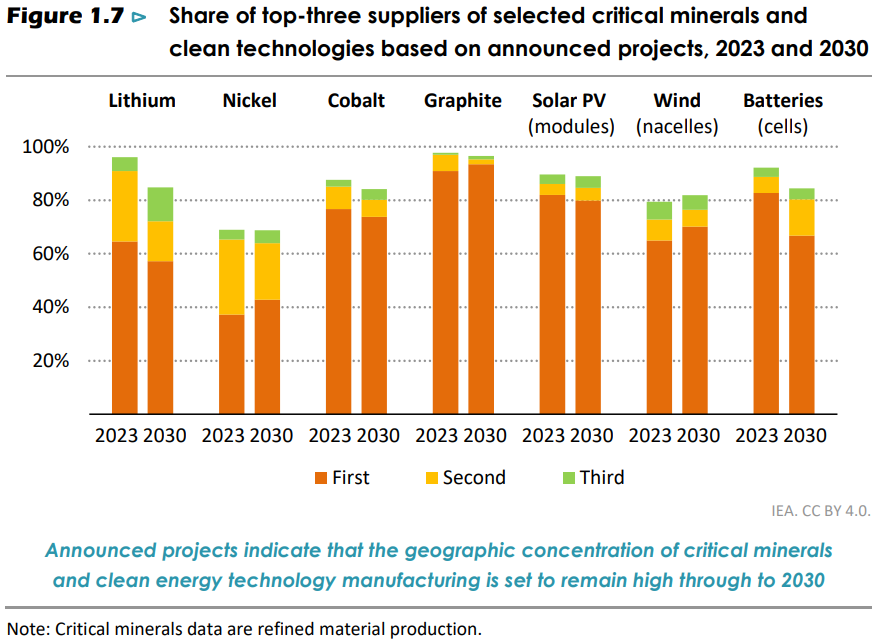 Figure 1.7 ▷ Share of top-three suppliers of selected critical minerals and
clean technologies based on announced projects, 2023 and 2030
Lithium Nickel Cobalt Graphite Solar PV Wind Batteries
(modules) (nacelles) (cells)
100%
80%
60%
40%
20%
2023 2030 2023 2030 2023 2030 2023 2030 2023 2030 2023 2030 2023 2030
First Second Third
IEA. CC BY 4.0.
Announced projects indicate that the geographic concentration of critical minerals
and clean energy technology manufacturing is set to remain high through to 2030
Note: Critical minerals data are refined material production.